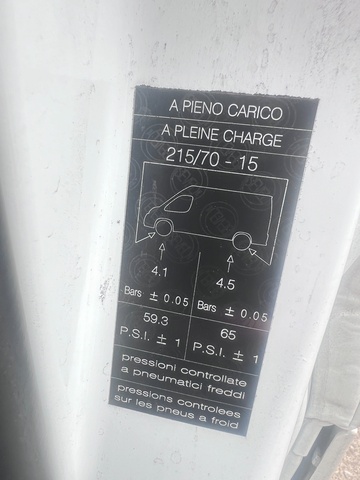 A PIENO CARICO
A PLEINE CHARGE
215/70 - 15
4.1
Bars ± 0.05
4.5
Bars ± 0.05
59.3
P.S.I. ± 1
65
P.S.I. ± 1
pressioni controllate
a pneumatici freddi
pressions controlees
sur les pneus a froid